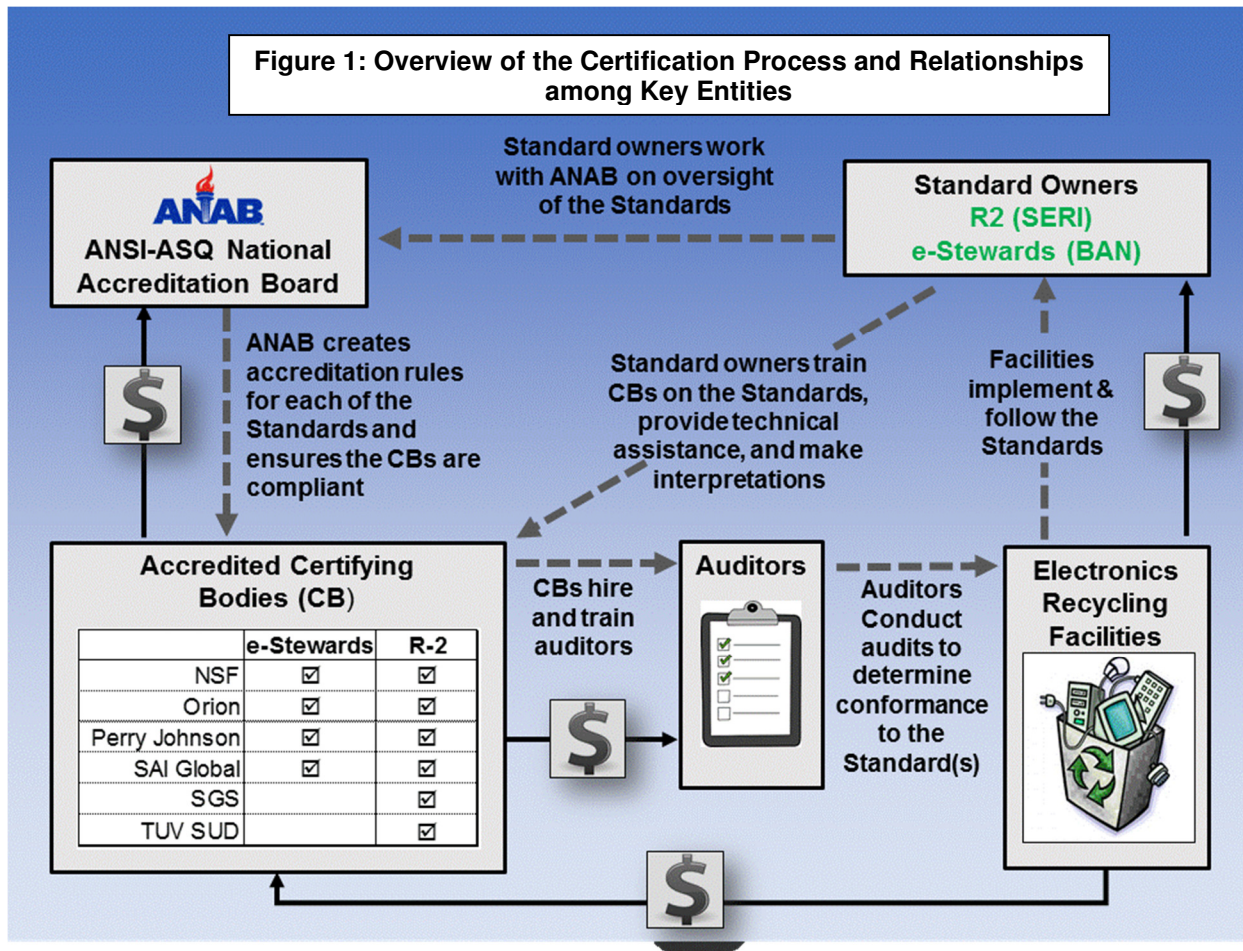 Figure 1: Overview of the Certification Process and Relationships
among Key Entities
Standard owners work
with ANAB on oversight
of the Standards
ANAB
ANSI-ASQ National
Accreditation Board
Standard Owners
R2 (SERI)
e-Stewards (BAN)
$
ANAB creates
accreditation rules
for each of the
Standards and
ensures the CBs are
compliant
Standard owners train
CBs on the Standards,
provide technical
assistance, and make
interpretations
Facilities
implement &
follow the
Standards
$
Accredited Certifying
Bodies (CB)
e-Stewards R-2
NSF ☑ ☑
Orion ☑ ☑
Perry Johnson ☑ ☑
SAI Global ☑ ☑
SGS ☑
TUV SUD ☑
CBs hire
and train
auditors
$
Auditors
Auditors
Conduct
audits to
determine
conformance
to the
Standard(s)
Electronics
Recycling
Facilities
$